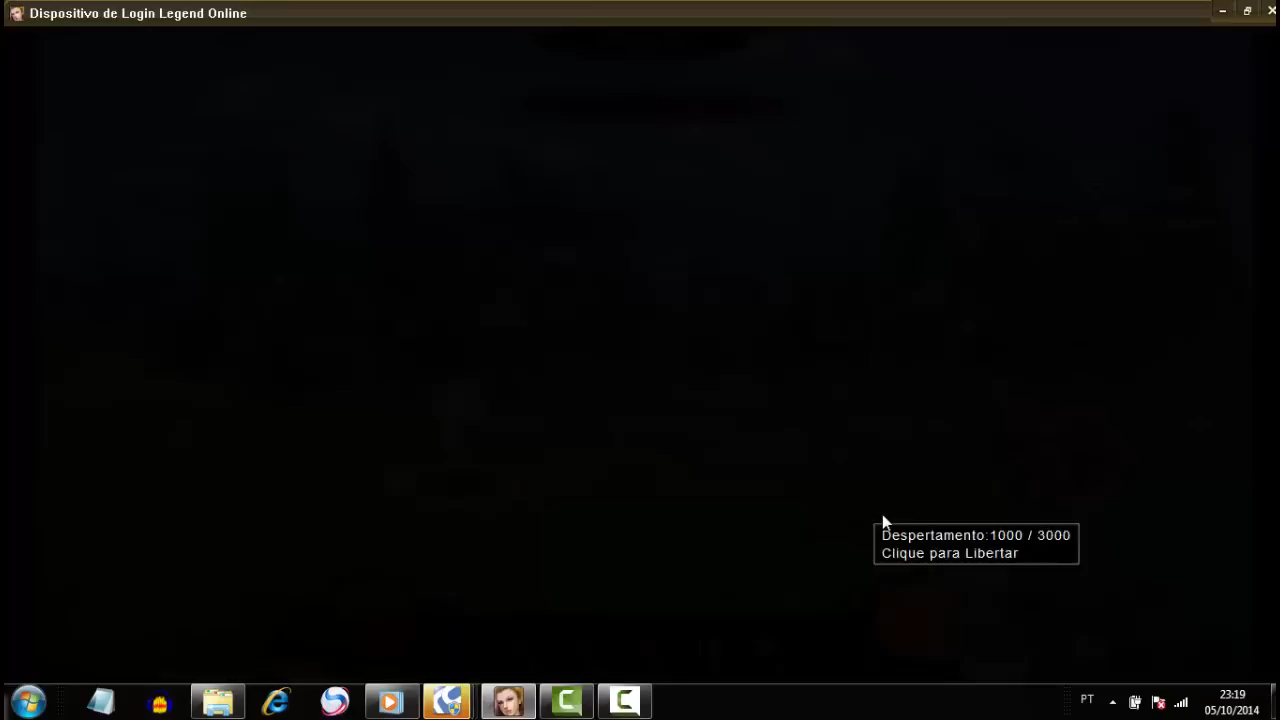 Dispositivo de Login Legend Online
Despertamento:1000 / 3000
Clique para Libertar
PT
23:19
05/10/2014